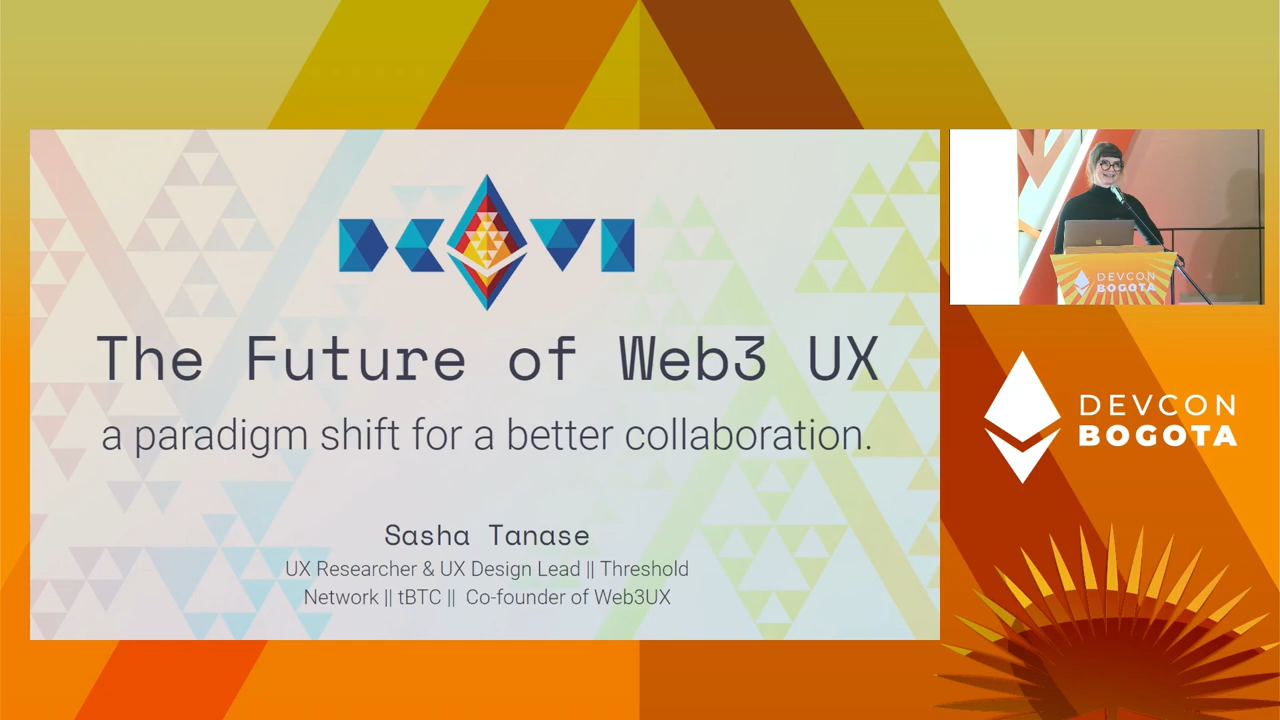 The Future of Web3 UX
a paradigm shift for a better collaboration.
Sasha Tanase
UX Researcher & UX Design Lead || Threshold
Network || tBTC || Co-founder of Web3UX
DEVCON
BOGOTA
DEVCON
BOGOTA